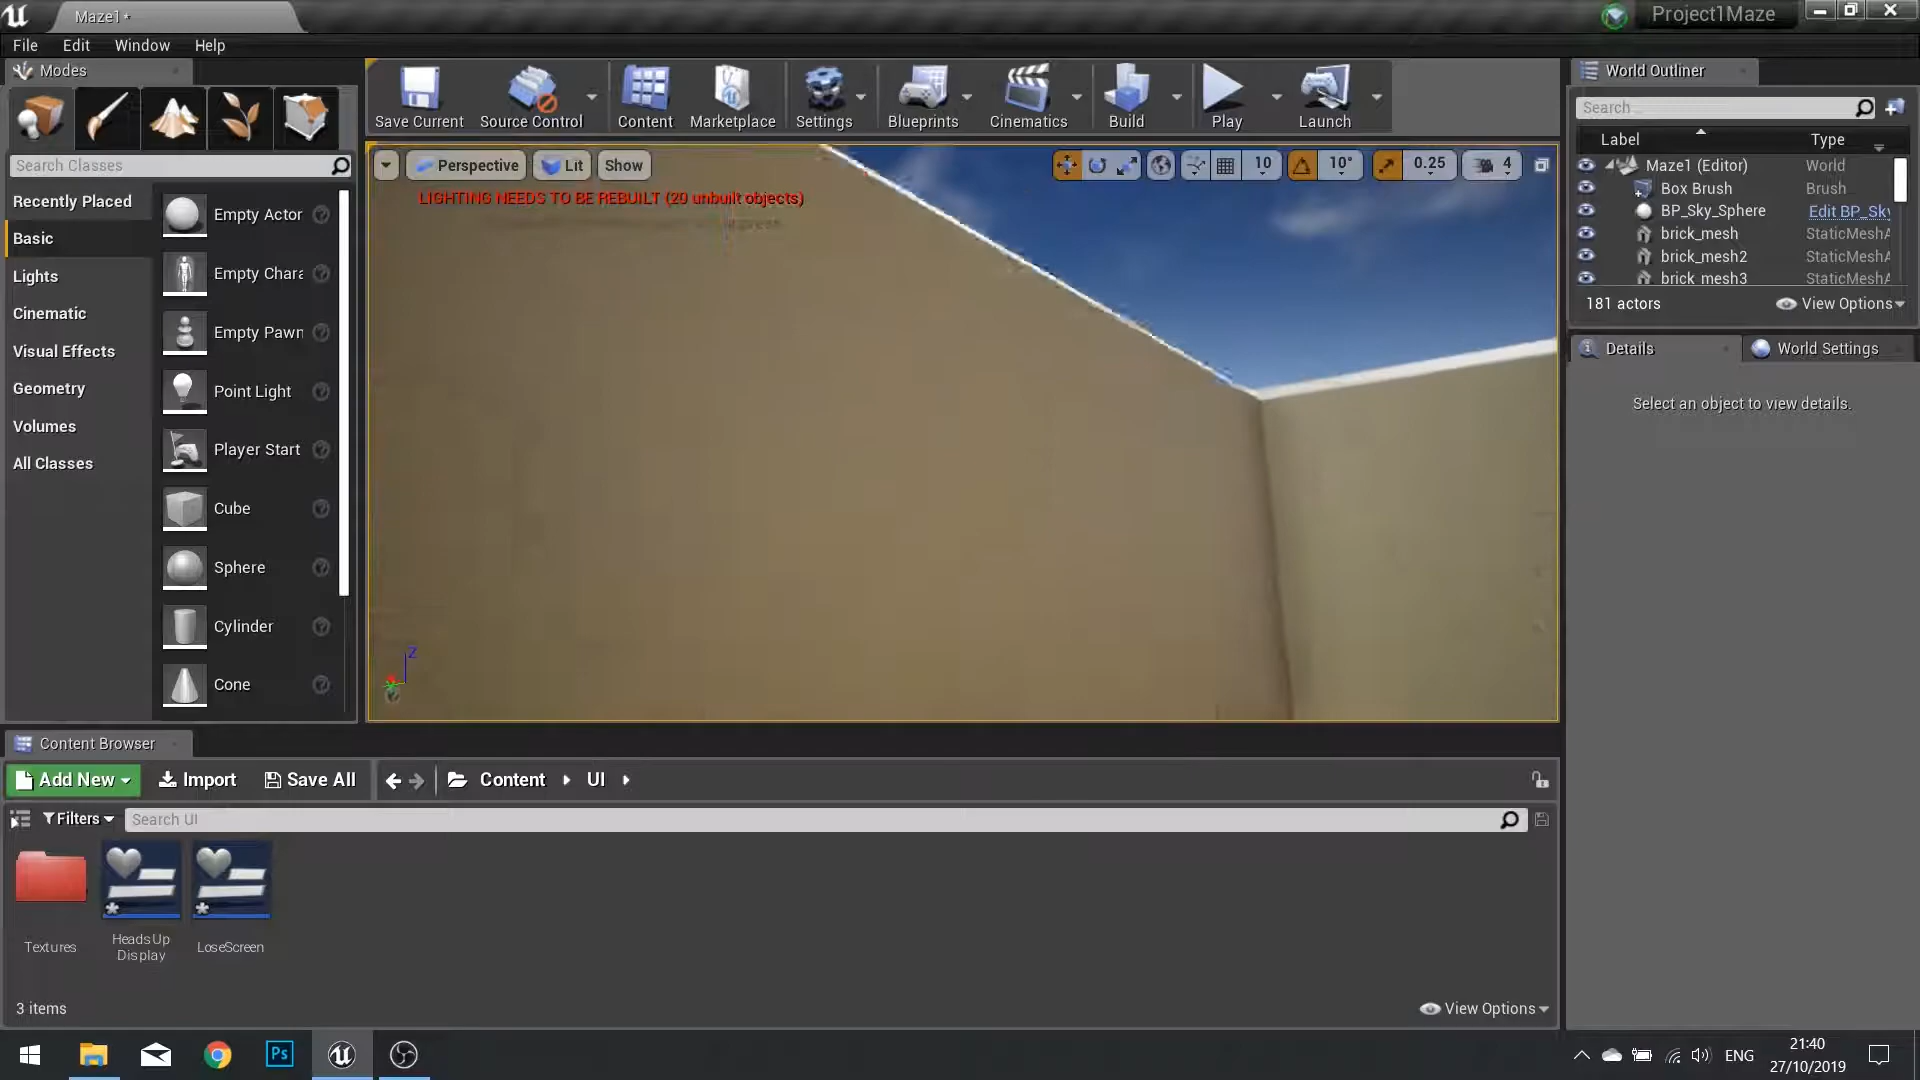 Maze1•
Project1Maze
File Edit Window Help
Modes
Search Classes
Recently Placed
Basic
Lights
Cinematic
Visual Effects
Geometry
Volumes
All Classes
Empty Actor
Empty Chara
Empty Pawn
Point Light
Player Start
Cube
Sphere
Cylinder
Cone
Save Current
Source Control
Content
Marketplace
Settings
Blueprints
Cinematics
Build
Play
Launch
Perspective
Lit
Show
10
10°
0.25
4
LIGHTING NEEDS TO BE REBUILT (20 unbuilt objects)
Z
World Outliner
Search...
Label Type
Maze1 (Editor) World
Box Brush Brush
BP_Sky_Sphere Edit BP_Sky
brick_mesh StaticMeshA
brick_mesh2 StaticMeshA
brick_mesh3 StaticMeshA
181 actors
View Options
Details
World Settings
Select an object to view details.
Content Browser
Add New
Import
Save All
Content
UI
Filters
Search UI
Textures
HeadsUp
Display
LoseScreen
3 items
View Options
Ps
ENG
21:40
27/10/2019